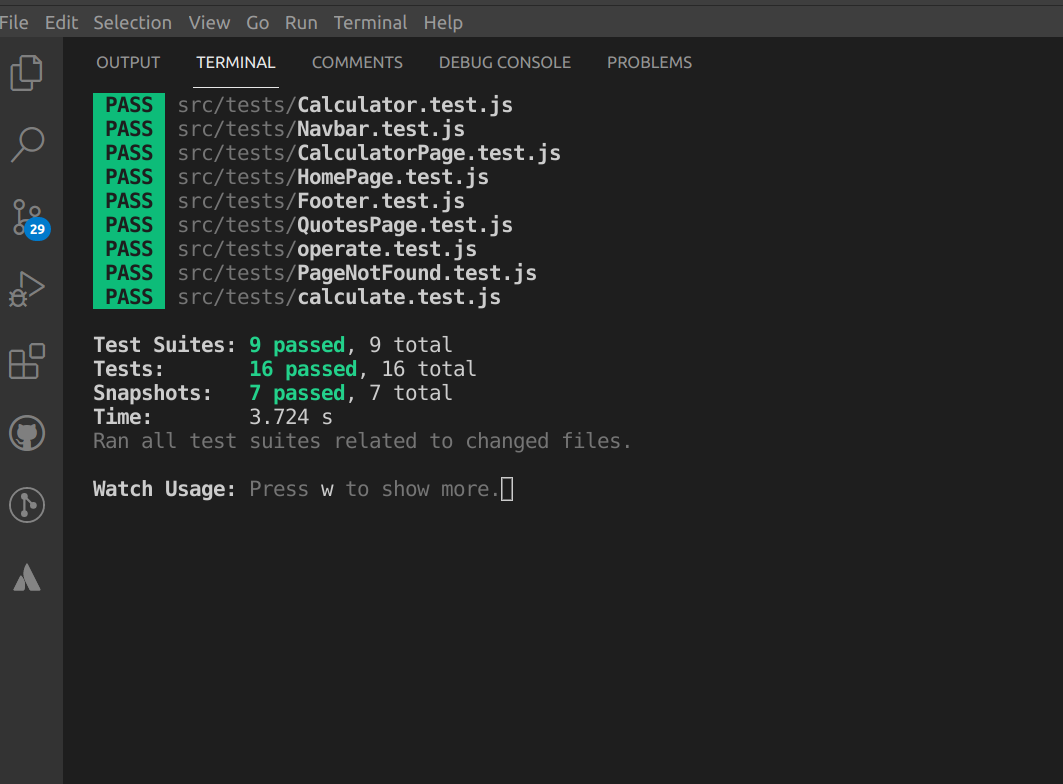 File Edit Selection View Go Run Terminal Help
OUTPUT TERMINAL COMMENTS DEBUG CONSOLE PROBLEMS
PASS src/tests/Calculator.test.js
PASS src/tests/Navbar.test.js
PASS src/tests/CalculatorPage.test.js
PASS src/tests/HomePage.test.js
PASS src/tests/Footer.test.js
PASS src/tests/QuotesPage.test.js
PASS src/tests/operate.test.js
PASS src/tests/PageNotFound.test.js
PASS src/tests/calculate.test.js
29
Test Suites: 9 passed, 9 total
Tests: 16 passed, 16 total
Snapshots: 7 passed, 7 total
Time: 3.724 s
Ran all test suites related to changed files.
Watch Usage: Press w to show more.